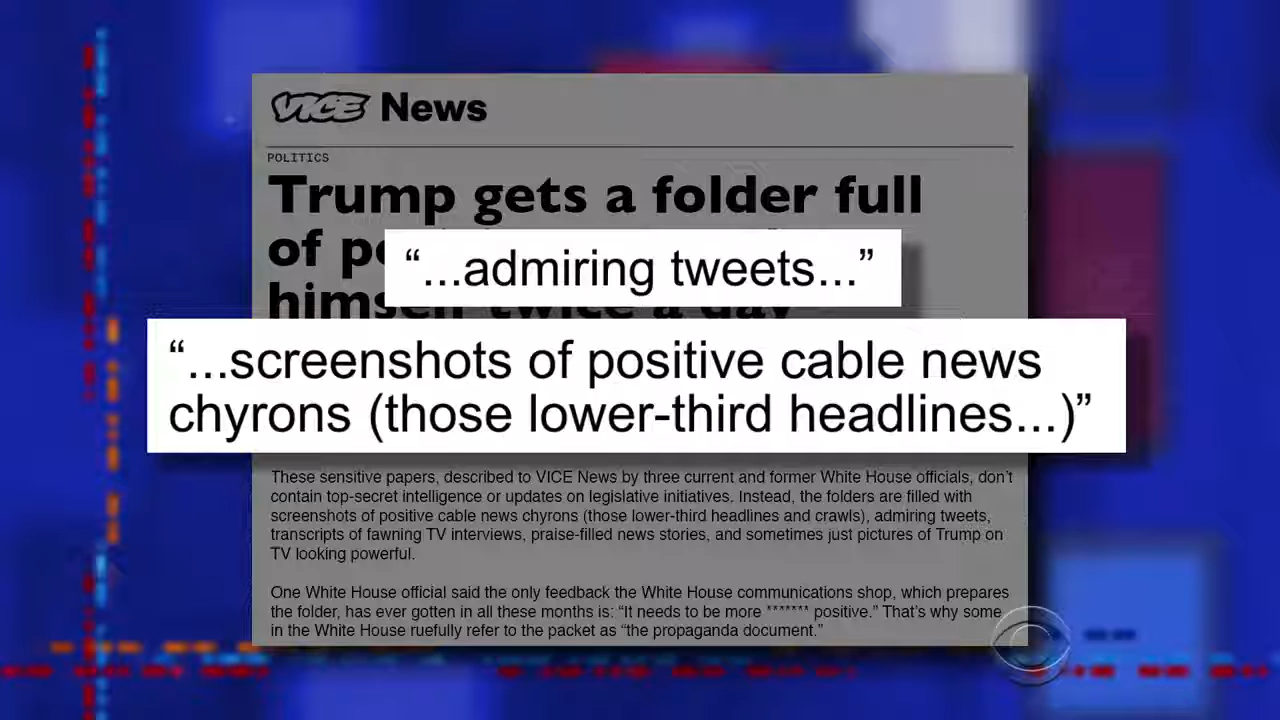 VICE News
POLITICS
Trump gets a folder full
of
“...admiring tweets...”
himself twice a day
“...screenshots of positive cable news
chyrons (those lower-third headlines...)”
These sensitive papers, described to VICE News by three current and former White House officials, don’t
contain top-secret intelligence or updates on legislative initiatives. Instead, the folders are filled with
screenshots of positive cable news chyrons (those lower-third headlines and crawls), admiring tweets,
transcripts of fawning TV interviews, praise-filled news stories, and sometimes just pictures of Trump on
TV looking powerful.
One White House official said the only feedback the White House communications shop, which prepares
the folder, has ever gotten in all these months is: “It needs to be more ******* positive.” That’s why some
in the White House ruefully refer to the packet as “the propaganda document.”